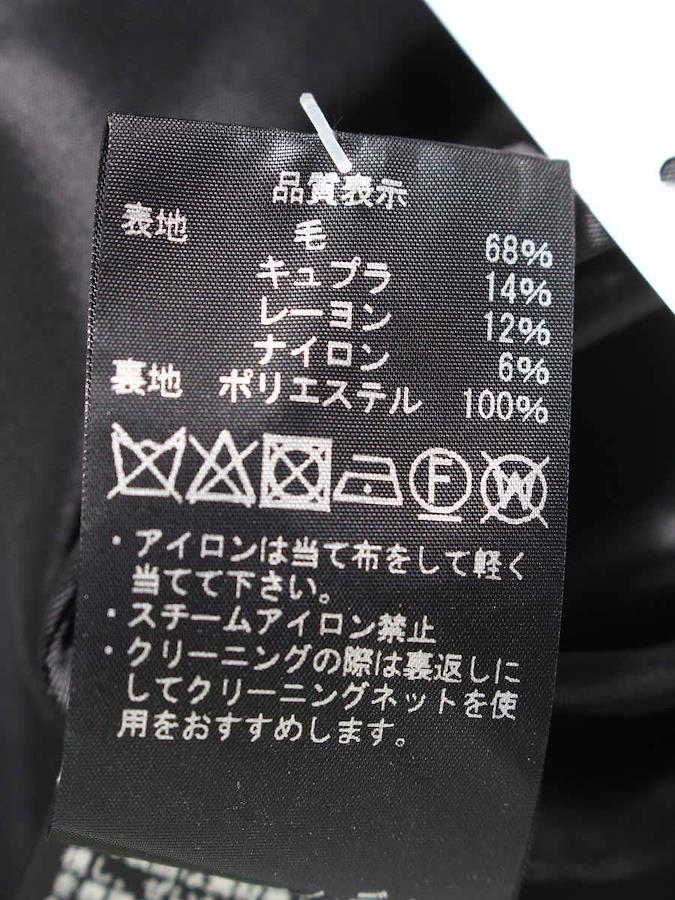 品質表示
表地 毛 68%
キュプラ 14%
レーヨン 12%
ナイロン 6%
裏地 ポリエステル 100%
F W
・アイロンは当て布をして軽く
当てて下さい。
・スチームアイロン禁止
・クリーニングの際は裏返しに
してクリーニングネットを使
用をおすすめします。